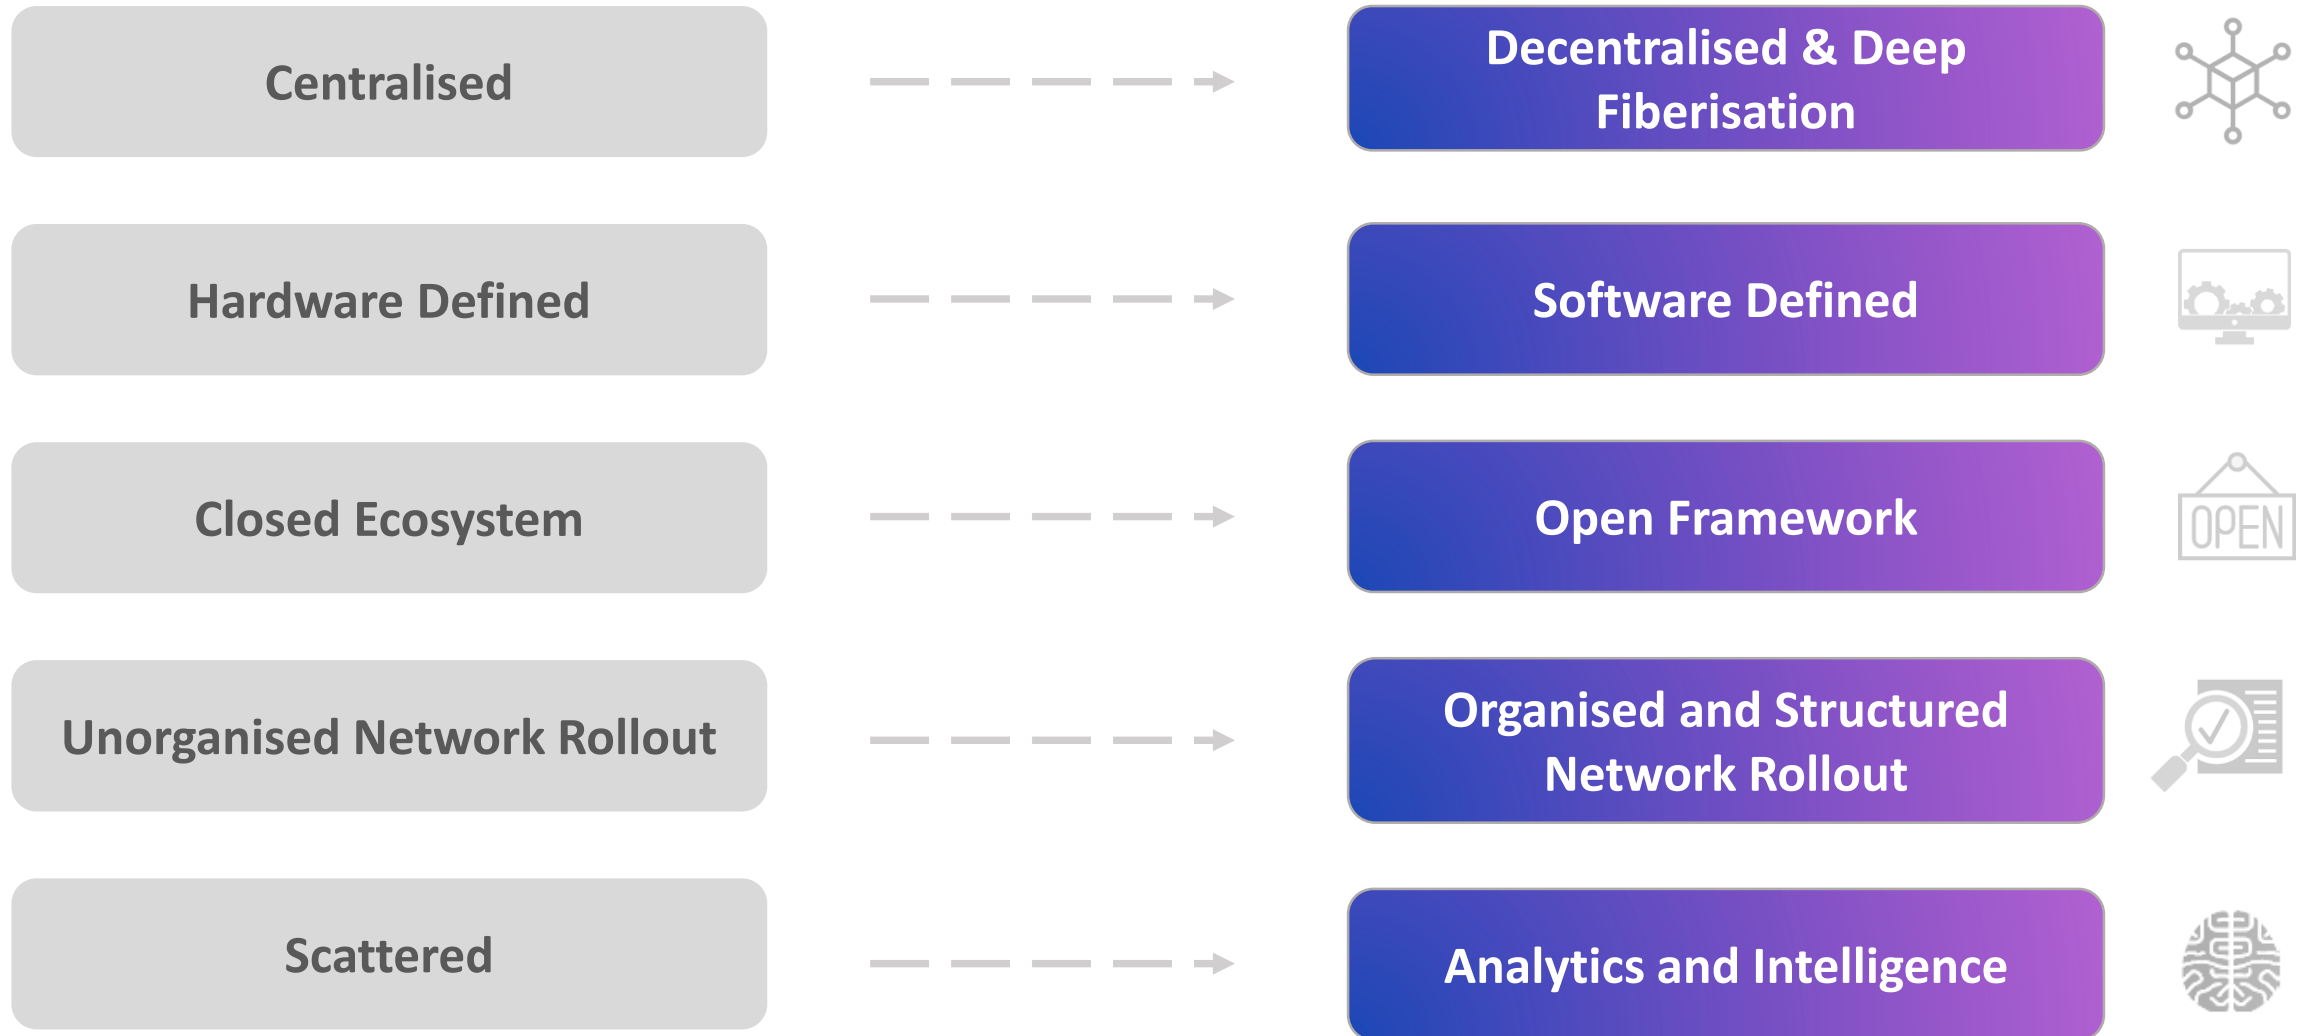 Centralised
Decentralised & Deep
Fiberisation
Hardware Defined
Software Defined
Closed Ecosystem
Open Framework
OPEN
Unorganised Network Rollout
Organised and Structured
Network Rollout
Scattered
Analytics and Intelligence